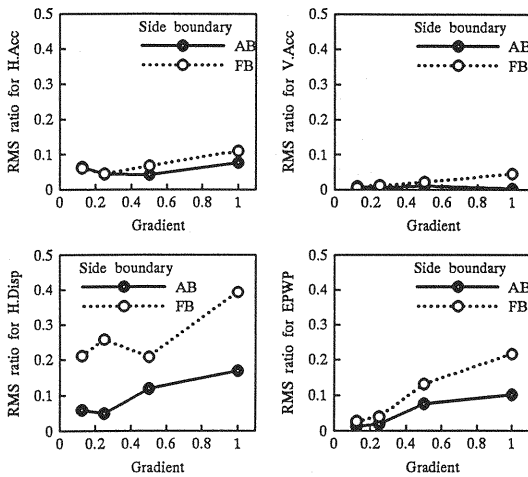 RMS ratio for H.Acc
0.5
0.4
0.3
0.2
0.1
0
Side boundary
AB
FB
0 0.2 0.4 0.6 0.8 1
Gradient
RMS ratio for V.Acc
0.5
0.4
0.3
0.2
0.1
0
Side boundary
AB
FB
0 0.2 0.4 0.6 0.8 1
Gradient
RMS ratio for H.Disp
0.5
0.4
0.3
0.2
0.1
0
Side boundary
AB
FB
0 0.2 0.4 0.6 0.8 1
Gradient
RMS ratio for EPWP
0.5
0.4
0.3
0.2
0.1
0
Side boundary
AB
FB
0 0.2 0.4 0.6 0.8 1
Gradient